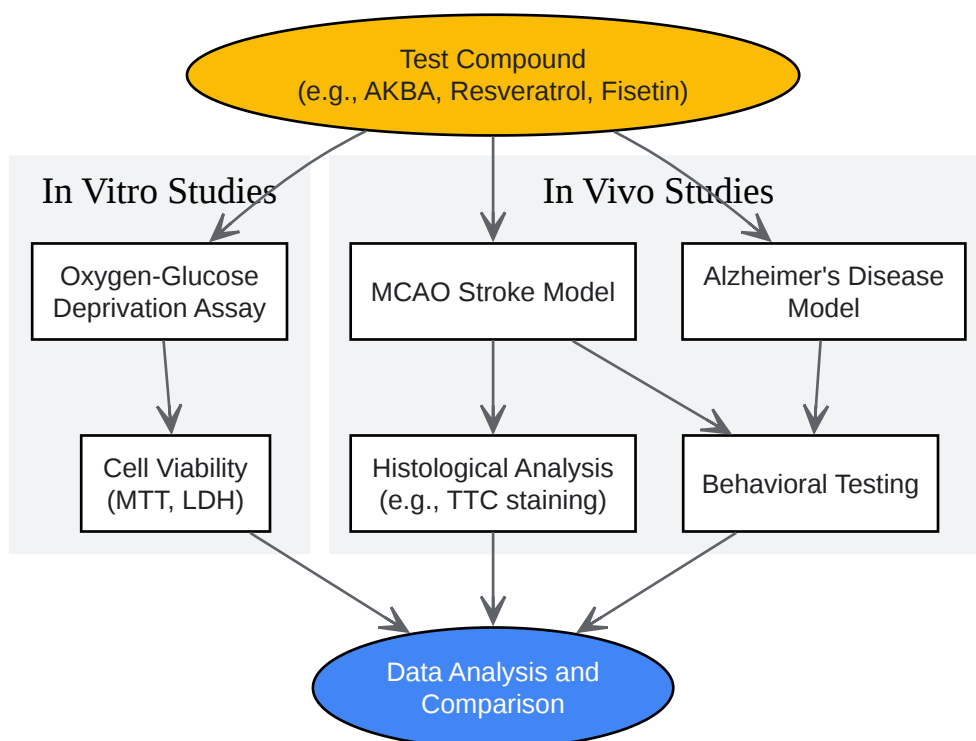 Test Compound
(e.g., AKBA, Resveratrol, Fisetin)
In Vitro Studies
In Vivo Studies
Oxygen-Glucose
Deprivation Assay
MCAO Stroke Model
Alzheimer's Disease
Model
Cell Viability
(MTT, LDH)
Histological Analysis
(e.g., TTC staining)
Behavioral Testing
Data Analysis and
Comparison